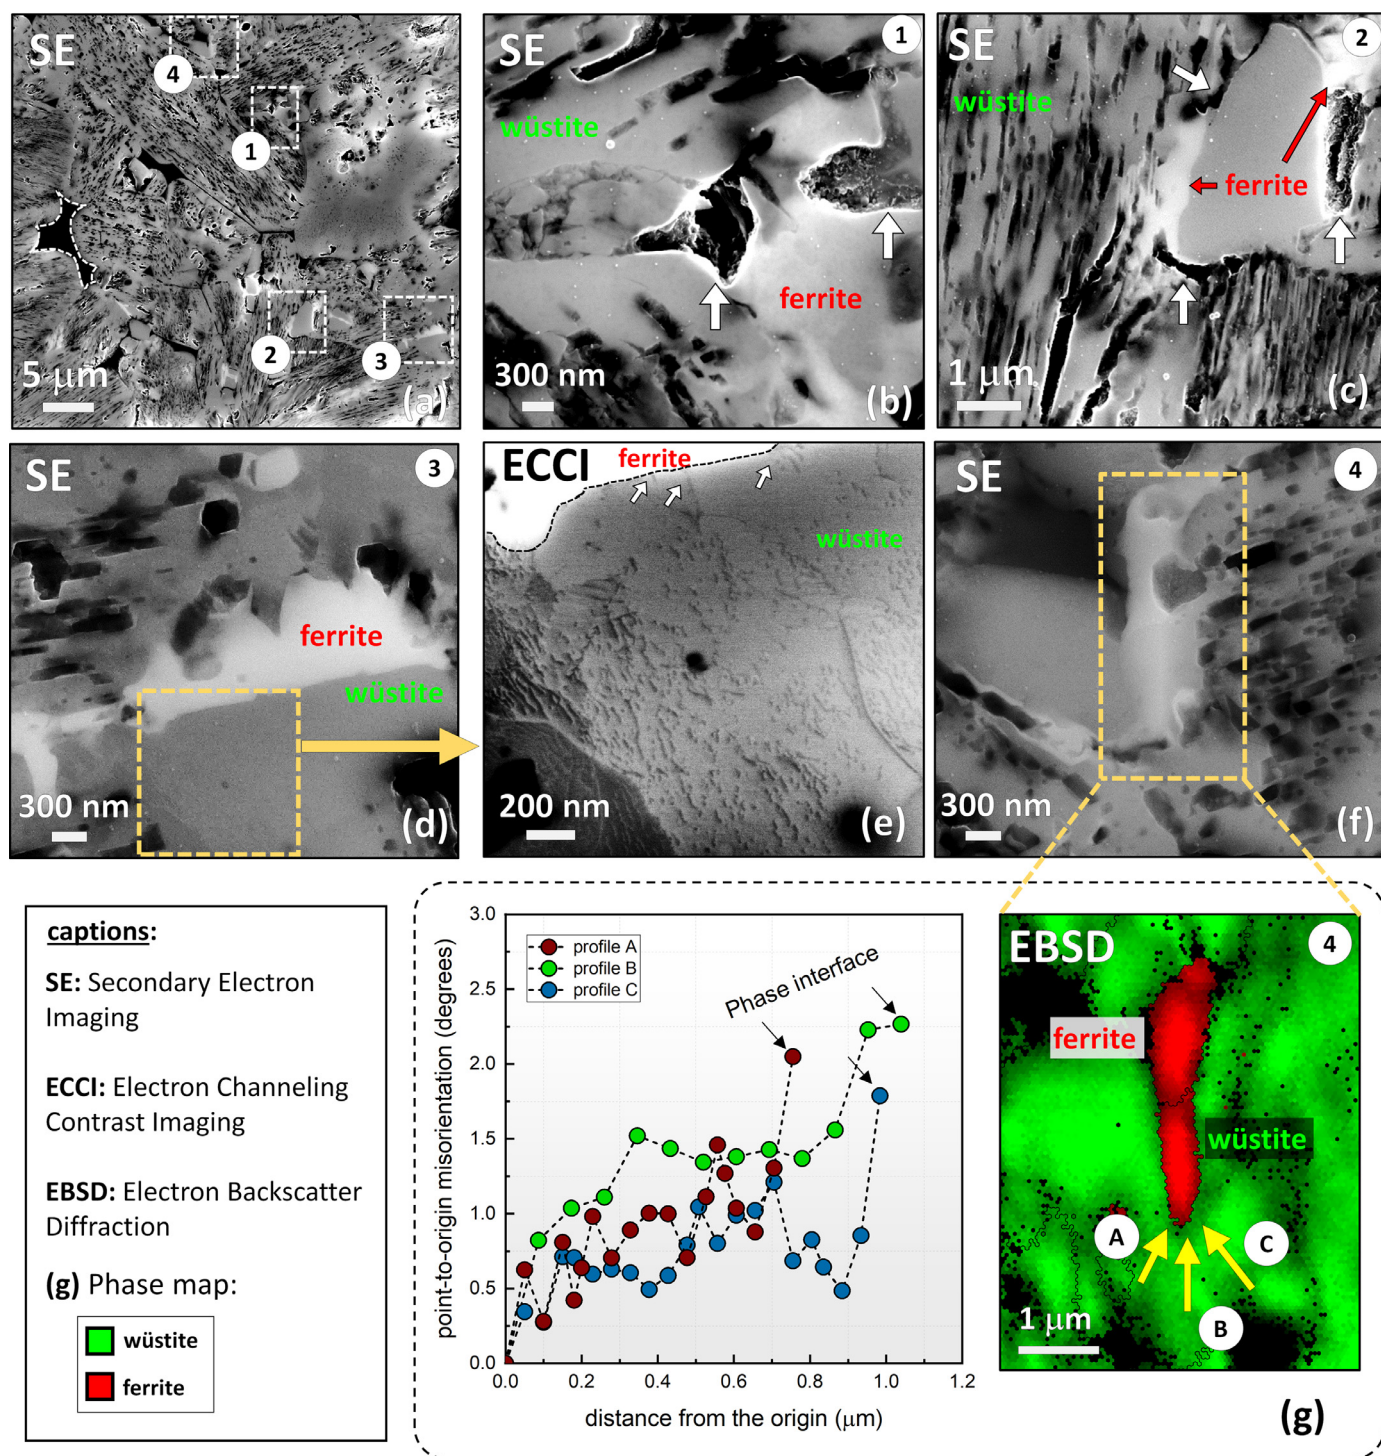 SE
4
1
2
3
5 μm
(a)
SE
1
wüstite
ferrite
300 nm
(b)
SE
2
wüstite
ferrite
1 μm
(c)
SE
3
ferrite
wüstite
300 nm
(d)
ECCI
ferrite
wüstite
200 nm
(e)
SE
4
300 nm
(f)
captions:
SE: Secondary Electron
Imaging
ECCI: Electron Channeling
Contrast Imaging
EBSD: Electron Backscatter
Diffraction
(g) Phase map:
wüstite
ferrite
point-to-origin misorientation (degrees)
3.0
2.5
2.0
1.5
1.0
0.5
0.0
profile A
profile B
profile C
Phase interface
0.0 0.2 0.4 0.6 0.8 1.0 1.2
distance from the origin (μm)
EBSD
4
ferrite
wüstite
A
C
B
1 μm
(g)